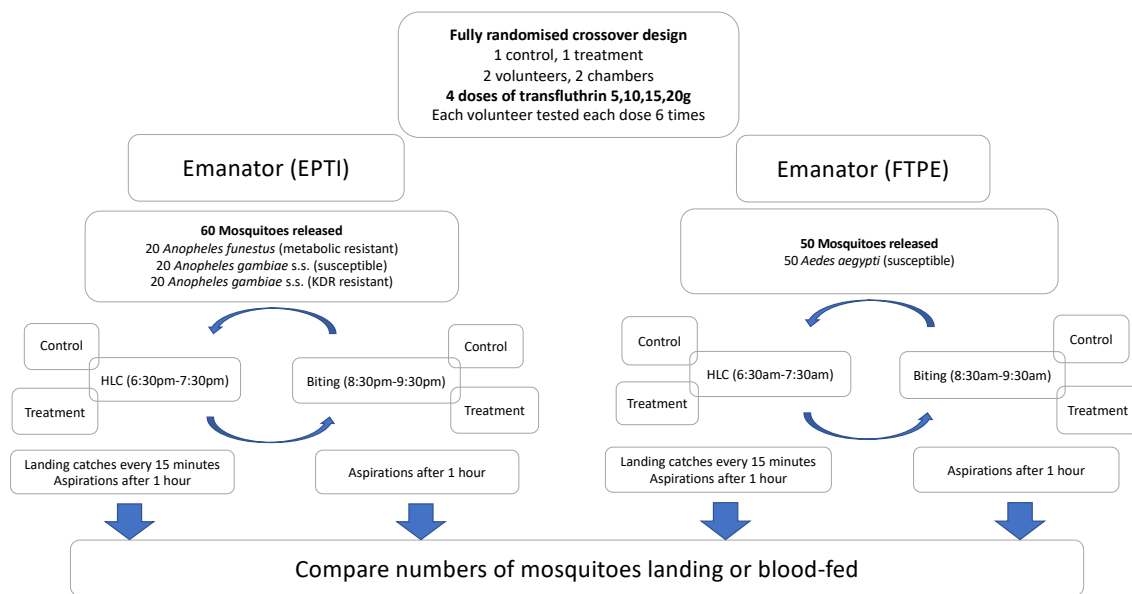 Fully randomised crossover design
1 control, 1 treatment
2 volunteers, 2 chambers
4 doses of transfluthrin 5,10,15,20g
Each volunteer tested each dose 6 times
Emanator (EPTI)
60 Mosquitoes released
20 Anopheles funestus (metabolic resistant)
20 Anopheles gambiae s.s. (susceptible)
20 Anopheles gambiae s.s. (KDR resistant)
Control
HLC (6:30pm-7:30pm)
Treatment
Control
Biting (8:30pm-9:30pm)
Treatment
Landing catches every 15 minutes
Aspirations after 1 hour
Aspirations after 1 hour
Emanator (FTPE)
50 Mosquitoes released
50 Aedes aegypti (susceptible)
Control
HLC (6:30am-7:30am)
Treatment
Control
Biting (8:30am-9:30am)
Treatment
Landing catches every 15 minutes
Aspirations after 1 hour
Aspirations after 1 hour
Compare numbers of mosquitoes landing or blood-fed